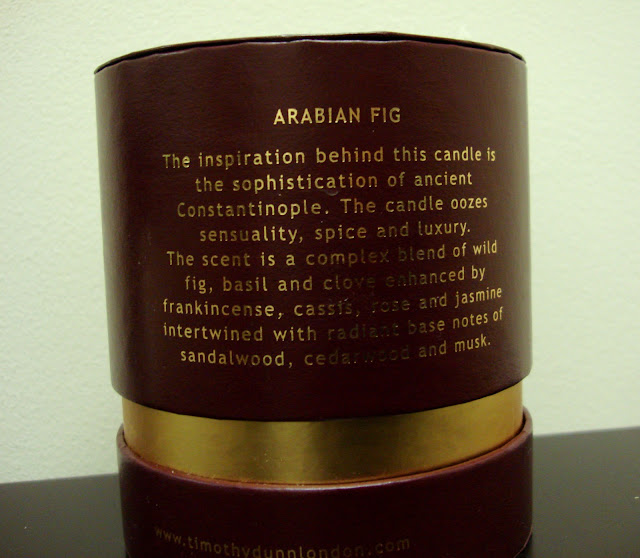 ARABIAN FIG
The inspiration behind this candle is
the sophistication of ancient
Constantinople. The candle oozes
sensuality, spice and luxury.
The scent is a complex blend of wild
fig, basil and clove enhanced by
frankincense, cassis, rose and jasmine
intertwined with radiant base notes of
sandalwood, cedarwood and musk.
www.timothydunnlondon.com